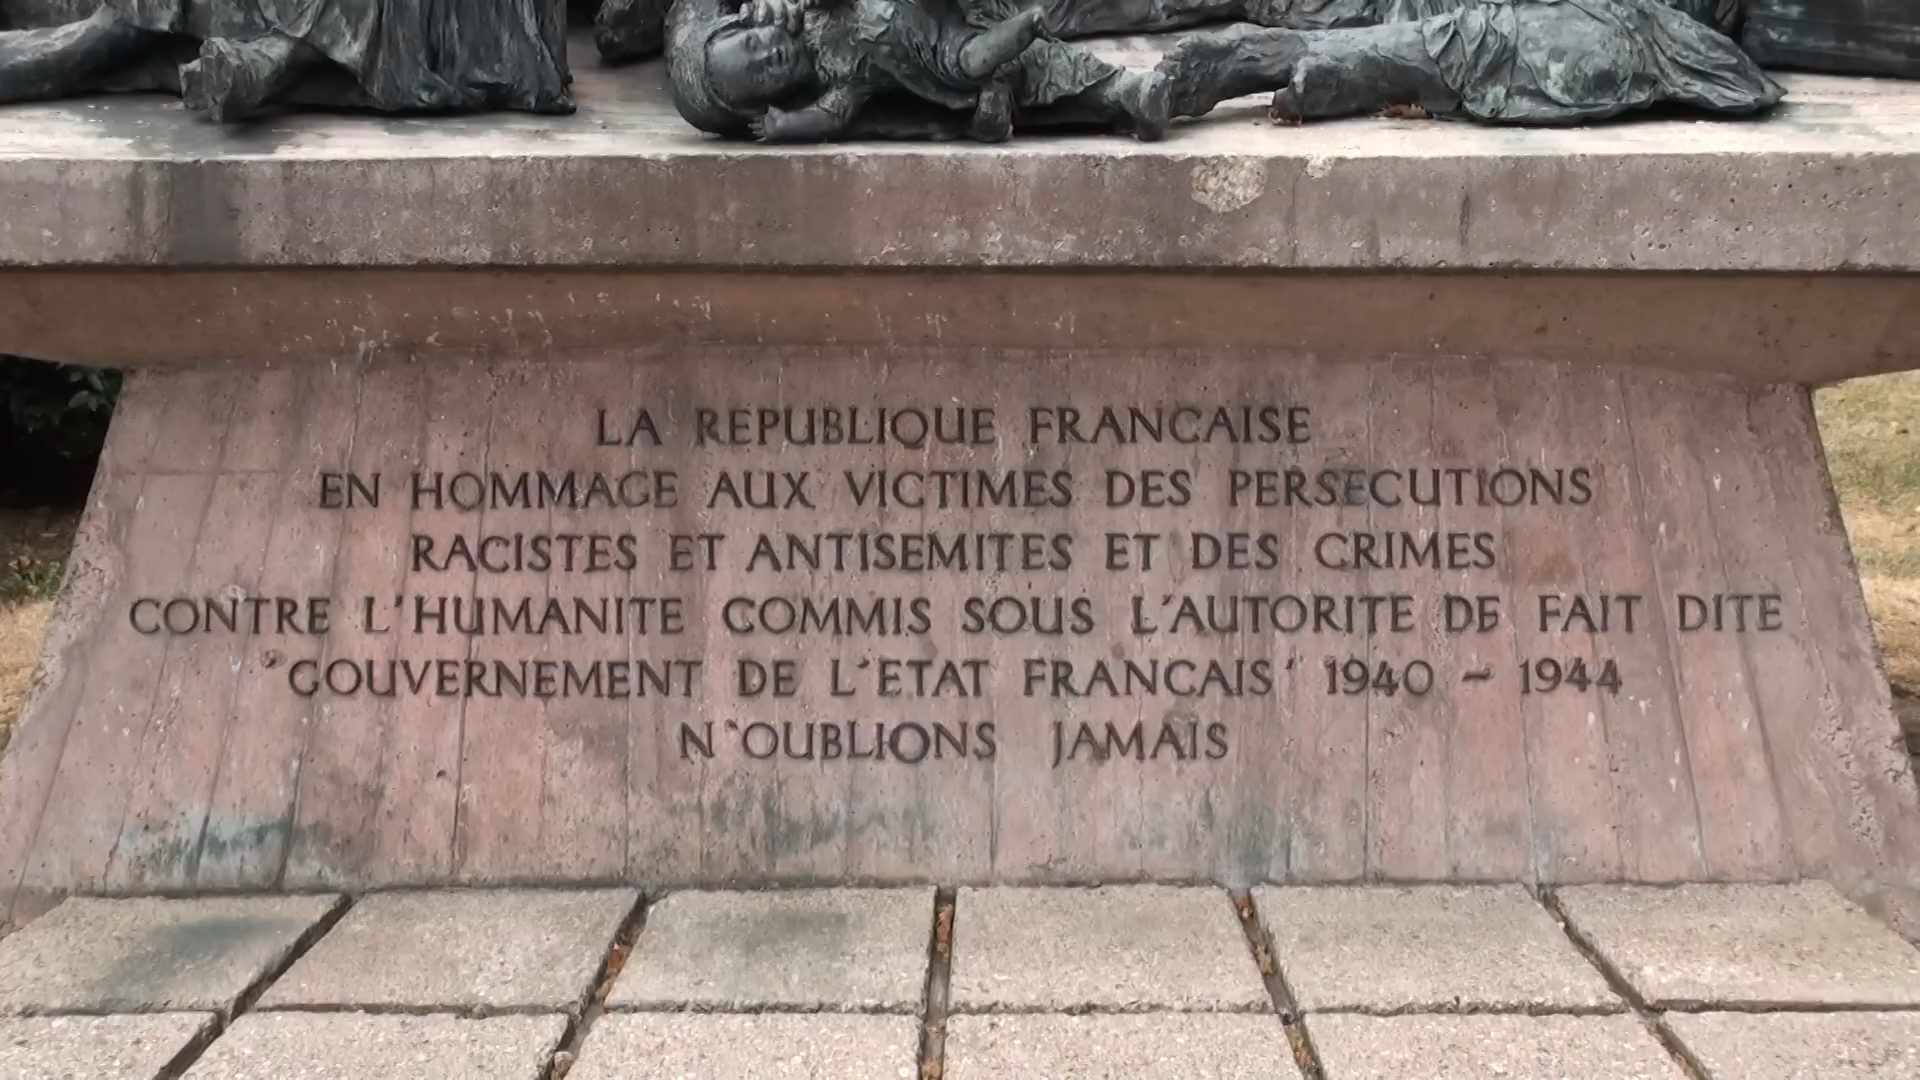 LA REPUBLIQUE FRANCAISE
EN HOMMAGE AUX VICTIMES DES PERSECUTIONS
RACISTES ET ANTISEMITES ET DES CRIMES
CONTRE L'HUMANITE COMMIS SOUS L'AUTORITE DE FAIT DITE
"GOUVERNEMENT DE L'ETAT FRANCAIS" 1940 - 1944
N'OUBLIONS JAMAIS